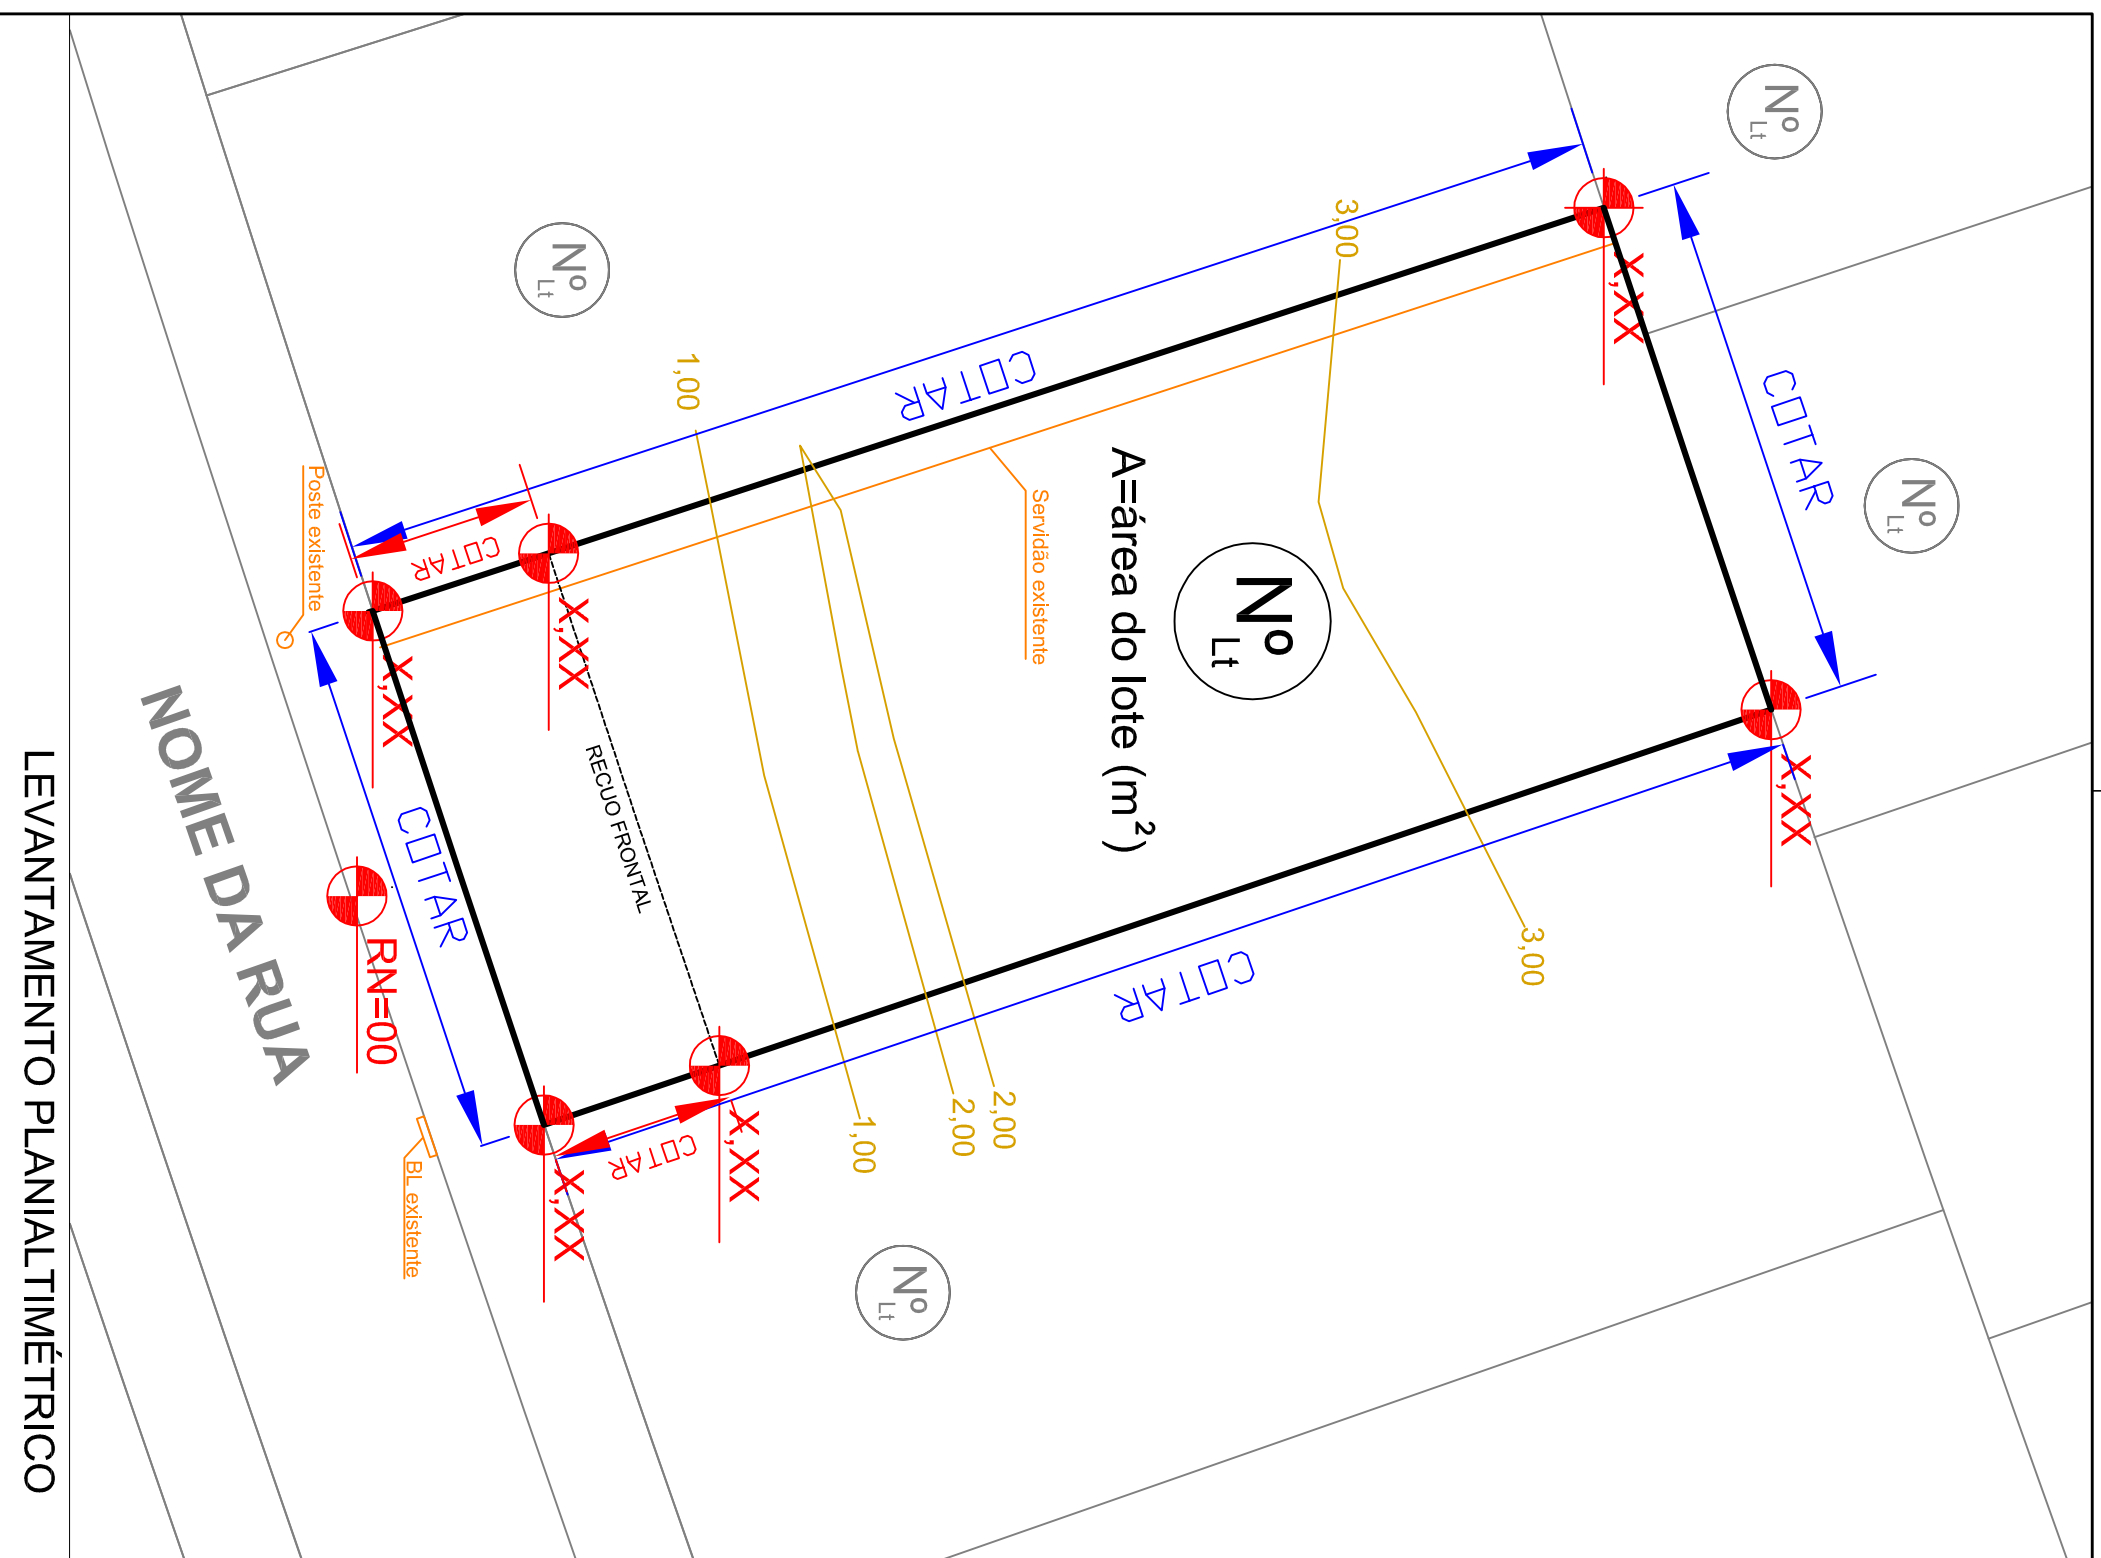 Nº
Lt
Nº
Lt
COTAR
X,XX
X,XX
3,00
3,00
Nº
Lt
A=área do lote (m²)
Servidão existente
COTAR
COTAR
Nº
Lt
1,00
2,00
2,00
1,00
Nº
Lt
X,XX
X,XX
RECUO FRONTAL
COTAR
COTAR
X,XX
X,XX
COTAR
Poste existente
RN=00
BL existente
NOME DA RUA
LEVANTAMENTO PLANIALTIMÉTRICO